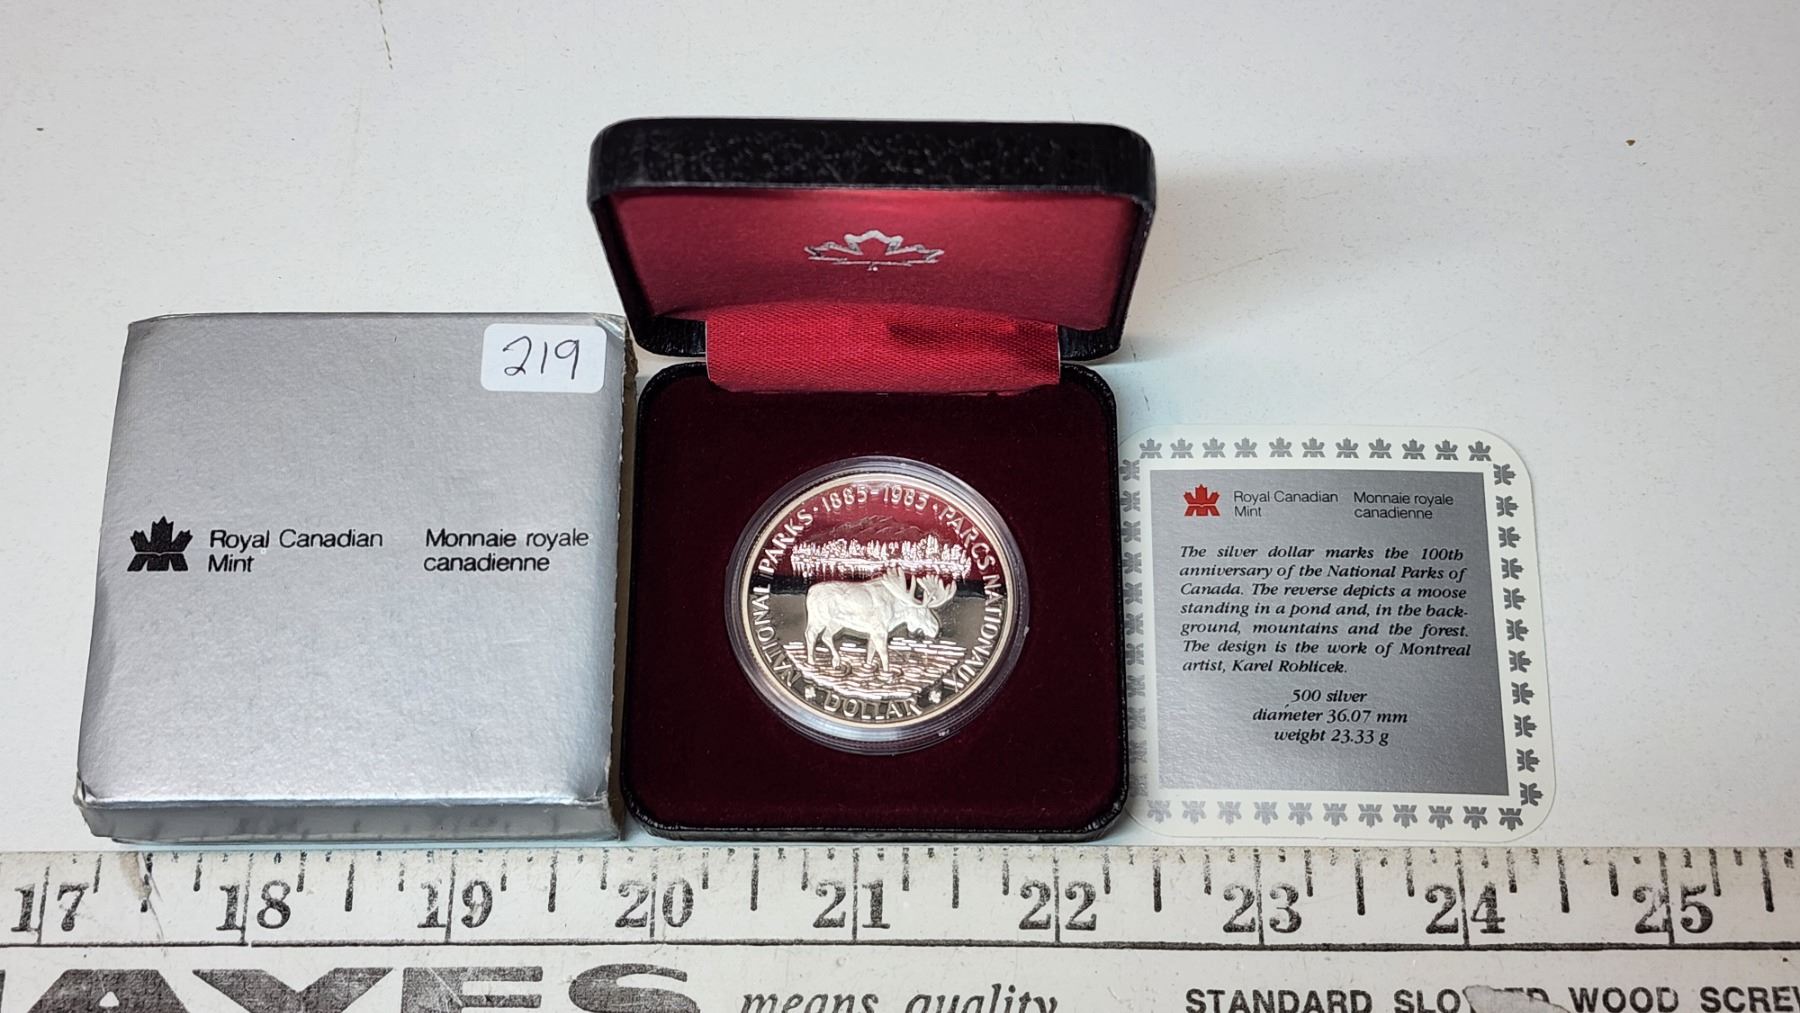 219
Royal Canadian Mint
Monnaie royale canadienne
NATIONAL PARKS · 1885-1985 · PARCS NATIONAUX
DOLLAR
Royal Canadian Mint
Monnaie royale canadienne
The silver dollar marks the 100th
anniversary of the National Parks of
Canada. The reverse depicts a moose
standing in a pond and, in the back-
ground, mountains and the forest.
The design is the work of Montreal
artist, Karel Rohlicek.
500 silver
diameter 36.07 mm
weight 23.33 g
17 18 19 20 21 22 23 24 25
means quality
STANDARD WOOD